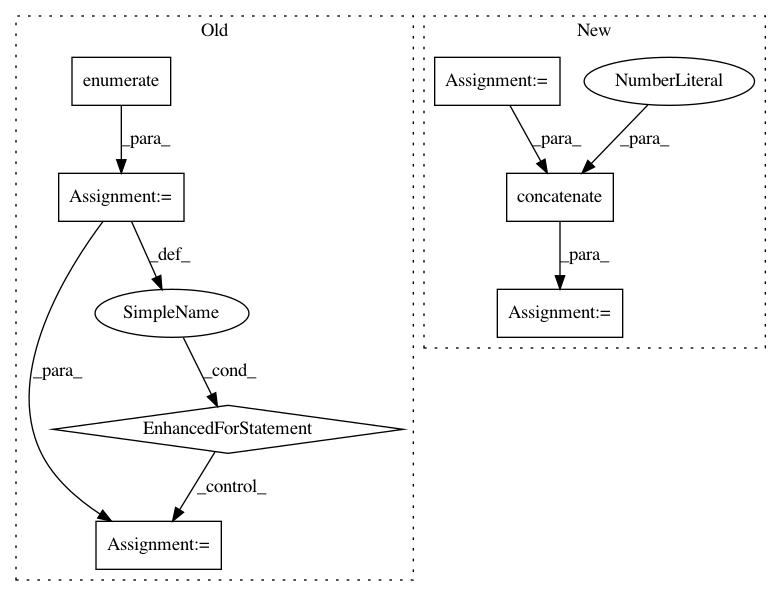 Old
New
enumerate
Assignment:=
NumberLiteral
_para_
_para_
_para_
Assignment:=
concatenate
_def_
_para_
SimpleName
Assignment:=
_para_
_cond_
EnhancedForStatement
_control_
Assignment:=